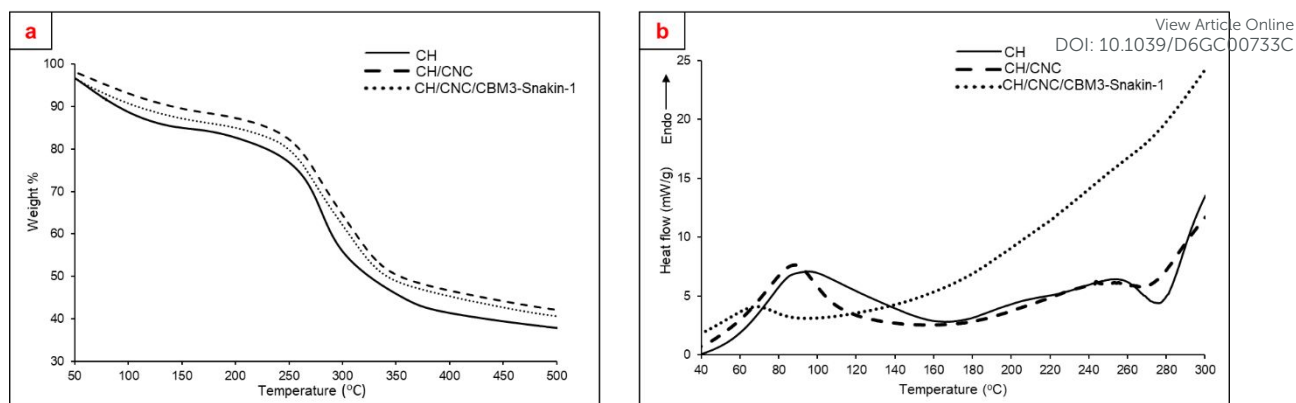 View Article Online
DOI: 10.1039/D6GC00733C
a
CH
CH/CNC
CH/CNC/CBM3-Snakin-1
100
90
80
70
60
50
40
30
Weight %
50 100 150 200 250 300 350 400 450 500
Temperature (°C)
b
CH
CH/CNC
CH/CNC/CBM3-Snakin-1
25
20
15
10
5
0
Heat flow (mW/g) Endo
40 60 80 100 120 140 160 180 200 220 240 260 280 300
Temperature (°C)